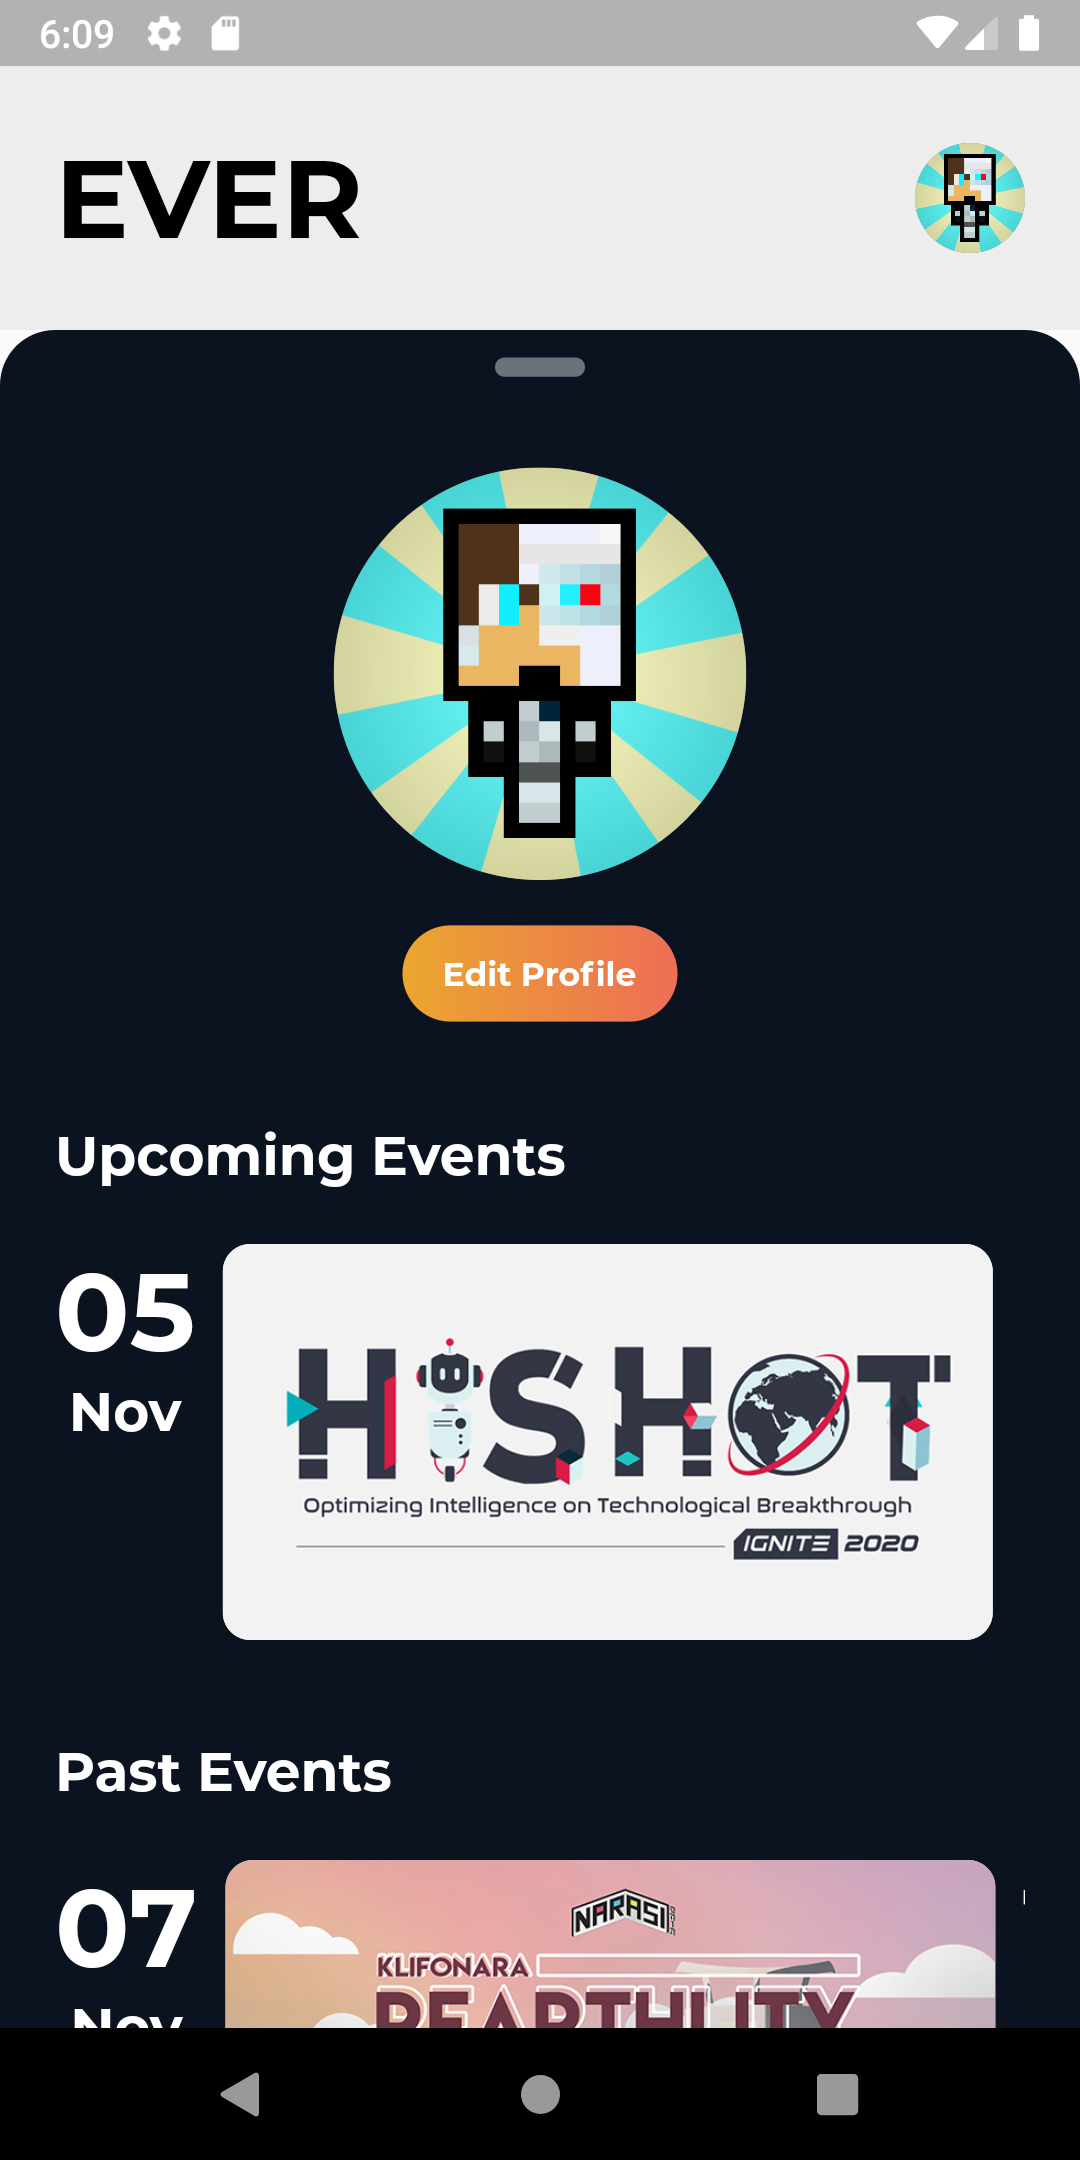 6:09
EVER
Edit Profile
Upcoming Events
05
Nov
HISHOT
Optimizing Intelligence on Technological Breakthrough
IGNITE 2020
Past Events
07
Nov
NARASI
KLIFONARA
REARTHLITY